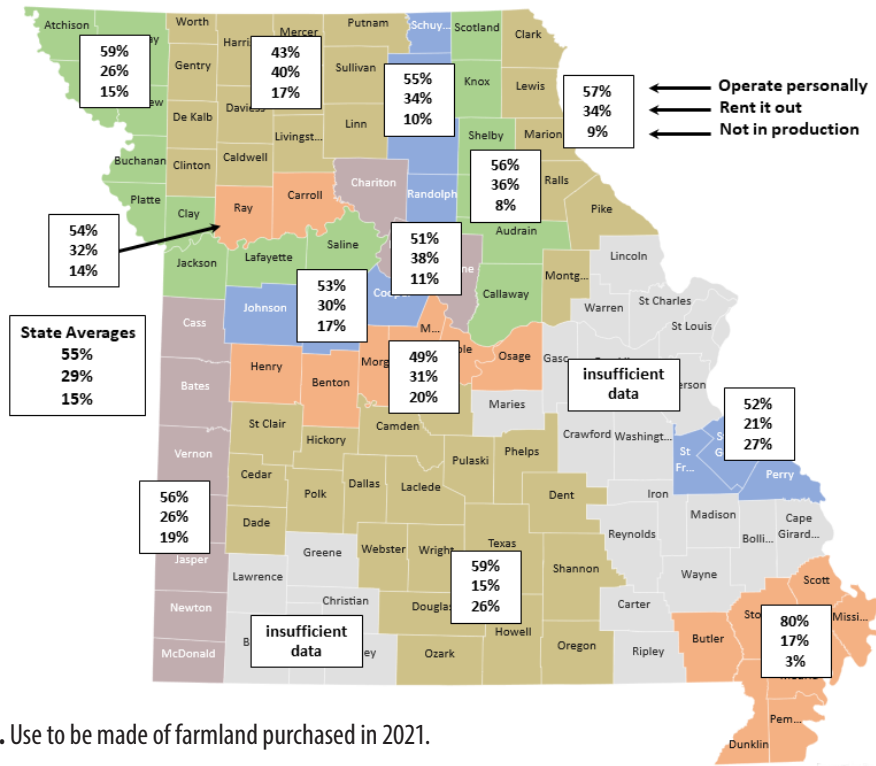 Atchison
Worth
Mercer
Putnam
Schuy...
Scotland
Clark
59%
26%
15%
Gentry
43%
40%
17%
Sullivan
55%
34%
10%
Knox
Lewis
57%
34%
9%
Operate personally
Rent it out
Not in production
De Kalb
Linn
Shelby
Marion
Livingst...
Buchanan
Clinton
Caldwell
Chariton
Randolph
56%
36%
8%
Ralls
Platte
Clay
Ray
Carroll
Pike
54%
32%
14%
Audrain
Jackson
Lafayette
Saline
51%
38%
11%
Lincoln
Callaway
Montg...
Warren
St Charles
St Louis
State Averages
55%
29%
15%
Cass
Johnson
53%
30%
17%
M...
Osage
Henry
Benton
49%
31%
20%
insufficient
data
Bates
Maries
52%
21%
27%
St Clair
Camden
Hickory
Crawford
Washingt...
St
Fr...
Perry
Vernon
Pulaski
Phelps
Cedar
Polk
Dallas
Laclede
Dent
Iron
56%
26%
19%
Dade
Madison
Cape
Girard...
Reynolds
Bolli...
Greene
Webster
Wright
Texas
Jasper
Lawrence
Shannon
Wayne
59%
15%
26%
Newton
Christian
Carter
Scott
Missi...
insufficient
data
Howell
McDonald
Ozark
Oregon
Ripley
Butler
80%
17%
3%
Pem...
Dunklin
. Use to be made of farmland purchased in 2021.